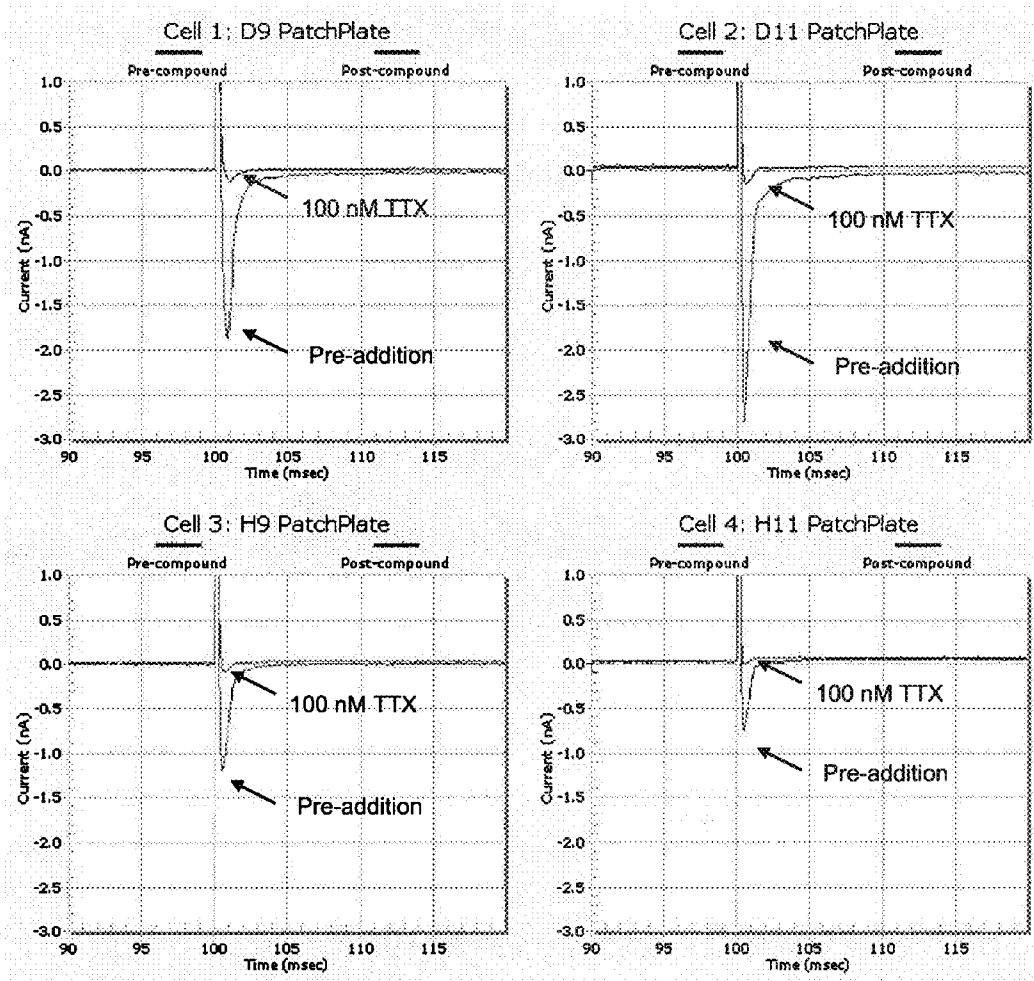 Cell 1: D9 PatchPlate
Pre-compound Post-compound
1.0
0.5
0.0
-0.5
-1.0
-1.5
-2.0
-2.5
-3.0
Current (nA)
100 nM TTX
Pre-addition
90 95 100 105 110 115
Time (msec)
Cell 2: D11 PatchPlate
Pre-compound Post-compound
1.0
0.5
0.0
-0.5
-1.0
-1.5
-2.0
-2.5
-3.0
Current (nA)
100 nM TTX
Pre-addition
90 95 100 105 110 115
Time (msec)
Cell 3: H9 PatchPlate
Pre-compound Post-compound
1.0
0.5
0.0
-0.5
-1.0
-1.5
-2.0
-2.5
-3.0
Current (nA)
100 nM TTX
Pre-addition
90 95 100 105 110 115
Time (msec)
Cell 4: H11 PatchPlate
Pre-compound Post-compound
1.0
0.5
0.0
-0.5
-1.0
-1.5
-2.0
-2.5
-3.0
Current (nA)
100 nM TTX
Pre-addition
90 95 100 105 110 115
Time (msec)